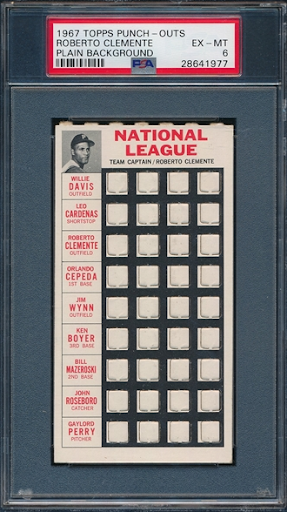 1967 TOPPS PUNCH-OUTS
ROBERTO CLEMENTE EX-MT
PLAIN BACKGROUND 6
PSA 28641977
NATIONAL
LEAGUE
TEAM CAPTAIN/ROBERTO CLEMENTE
WILLIE
DAVIS
OUTFIELD
LEO
CARDENAS
SHORTSTOP
ROBERTO
CLEMENTE
OUTFIELD
ORLANDO
CEPEDA
1ST BASE
JIM
WYNN
OUTFIELD
KEN
BOYER
3RD BASE
BILL
MAZEROSKI
2ND BASE
JOHN
ROSEBORO
CATCHER
GAYLORD
PERRY
PITCHER